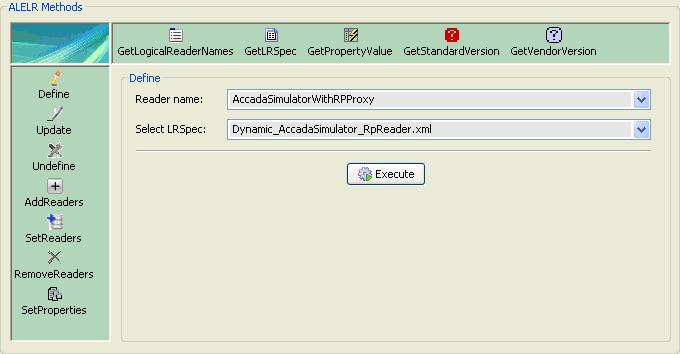 ALELR Methods
GetLogicalReaderNames GetLRSpec GetPropertyValue GetStandardVersion GetVendorVersion
Define
Update
Undefine
AddReaders
SetReaders
RemoveReaders
SetProperties
Define
Reader name: AccadaSimulatorWithRPProxy
Select LRSpec: Dynamic_AccadaSimulator_RpReader.xml
Execute